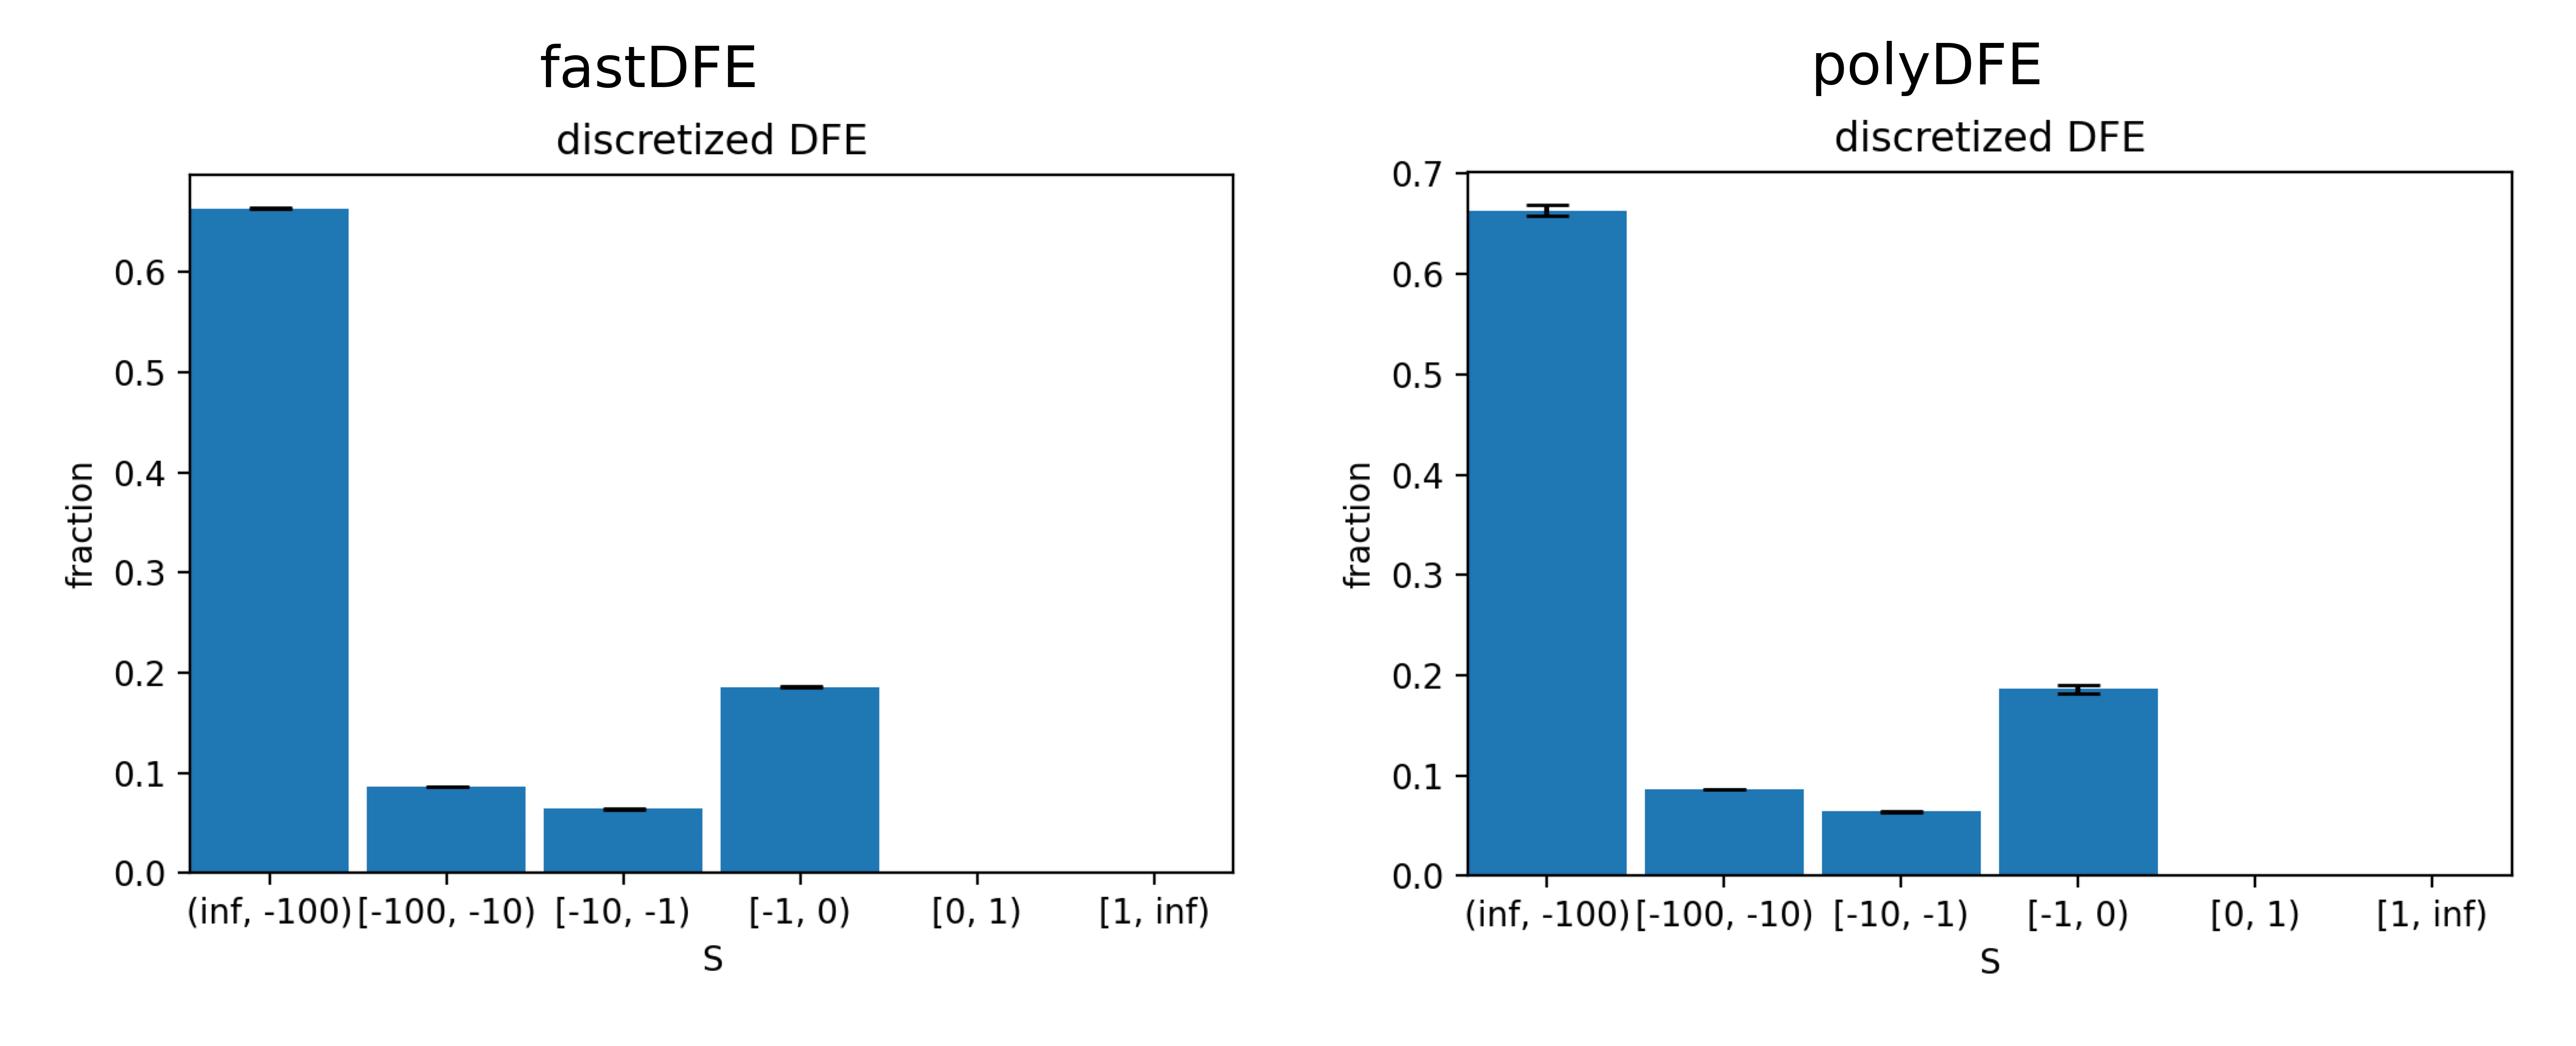 fastDFE
discretized DFE
fraction
0.6
0.5
0.4
0.3
0.2
0.1
0.0
(inf, -100) [-100, -10) [-10, -1) [-1, 0) [0, 1) [1, inf)
S
polyDFE
discretized DFE
fraction
0.7
0.6
0.5
0.4
0.3
0.2
0.1
0.0
(inf, -100) [-100, -10) [-10, -1) [-1, 0) [0, 1) [1, inf)
S